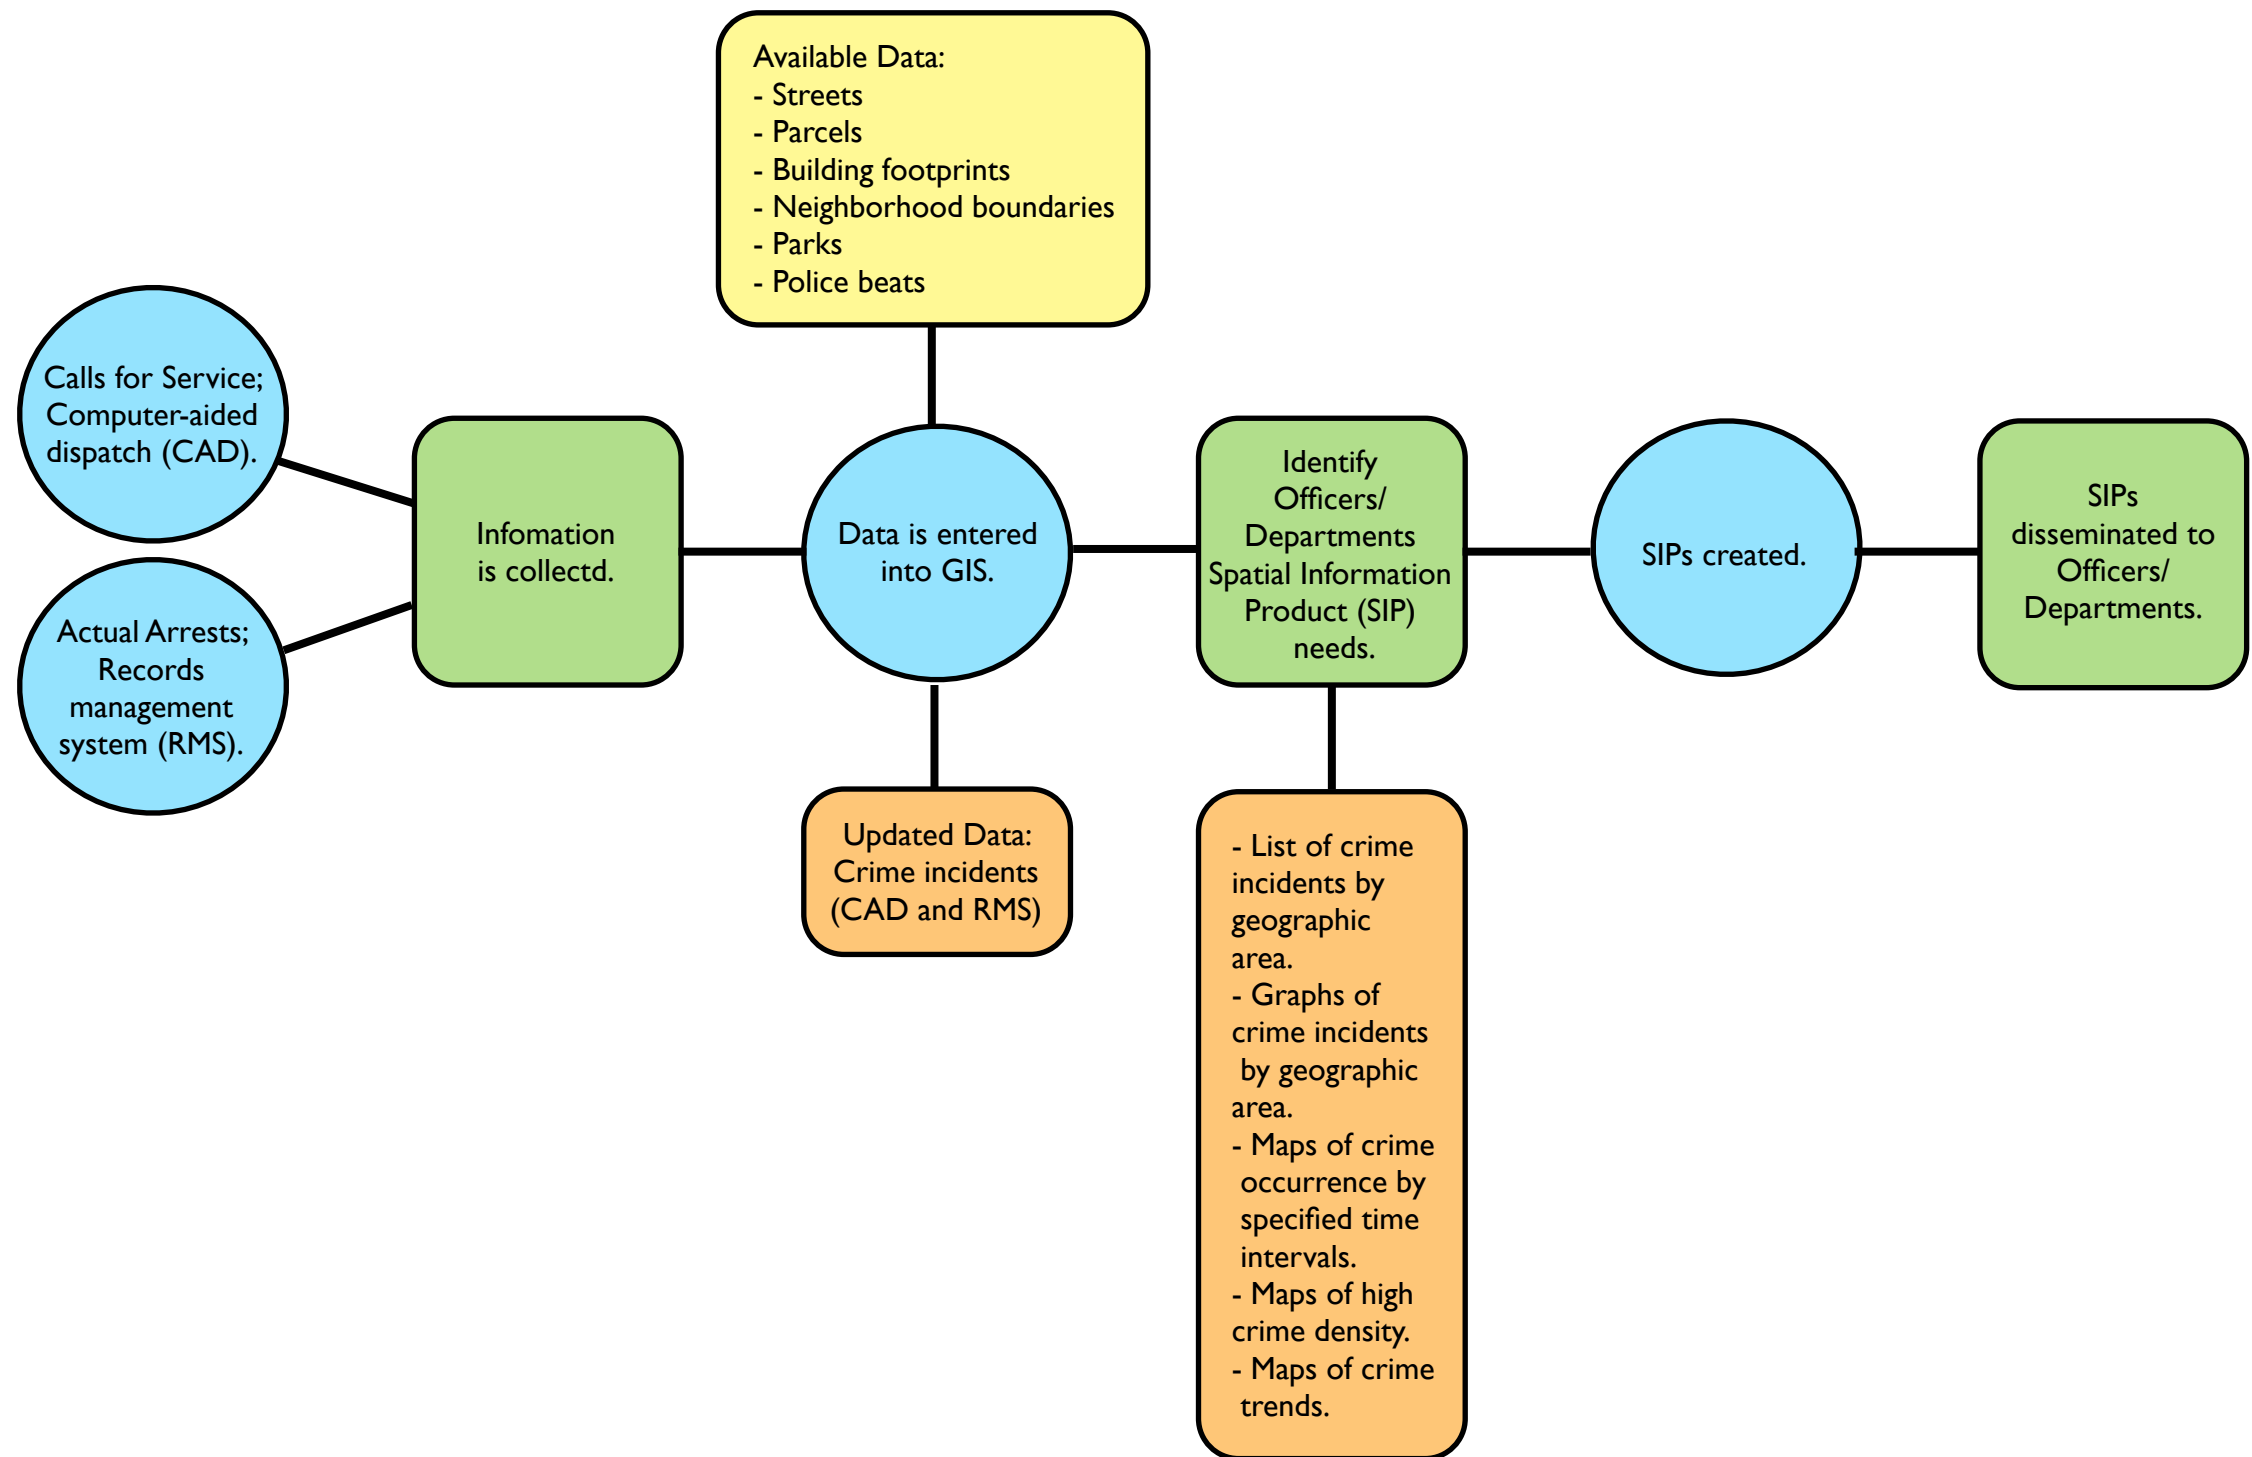 Available Data:
- Streets
- Parcels
- Building footprints
- Neighborhood boundaries
- Parks
- Police beats
Calls for Service;
Computer-aided
dispatch (CAD).
Actual Arrests;
Records
management
system (RMS).
Infomation
is collectd.
Data is entered
into GIS.
Updated Data:
Crime incidents
(CAD and RMS)
Identify
Officers/
Departments
Spatial Information
Product (SIP)
needs.
- List of crime
incidents by
geographic
area.
- Graphs of
crime incidents
by geographic
area.
- Maps of crime
occurrence by
specified time
intervals.
- Maps of high
crime density.
- Maps of crime
trends.
SIPs created.
SIPs
disseminated to
Officers/
Departments.